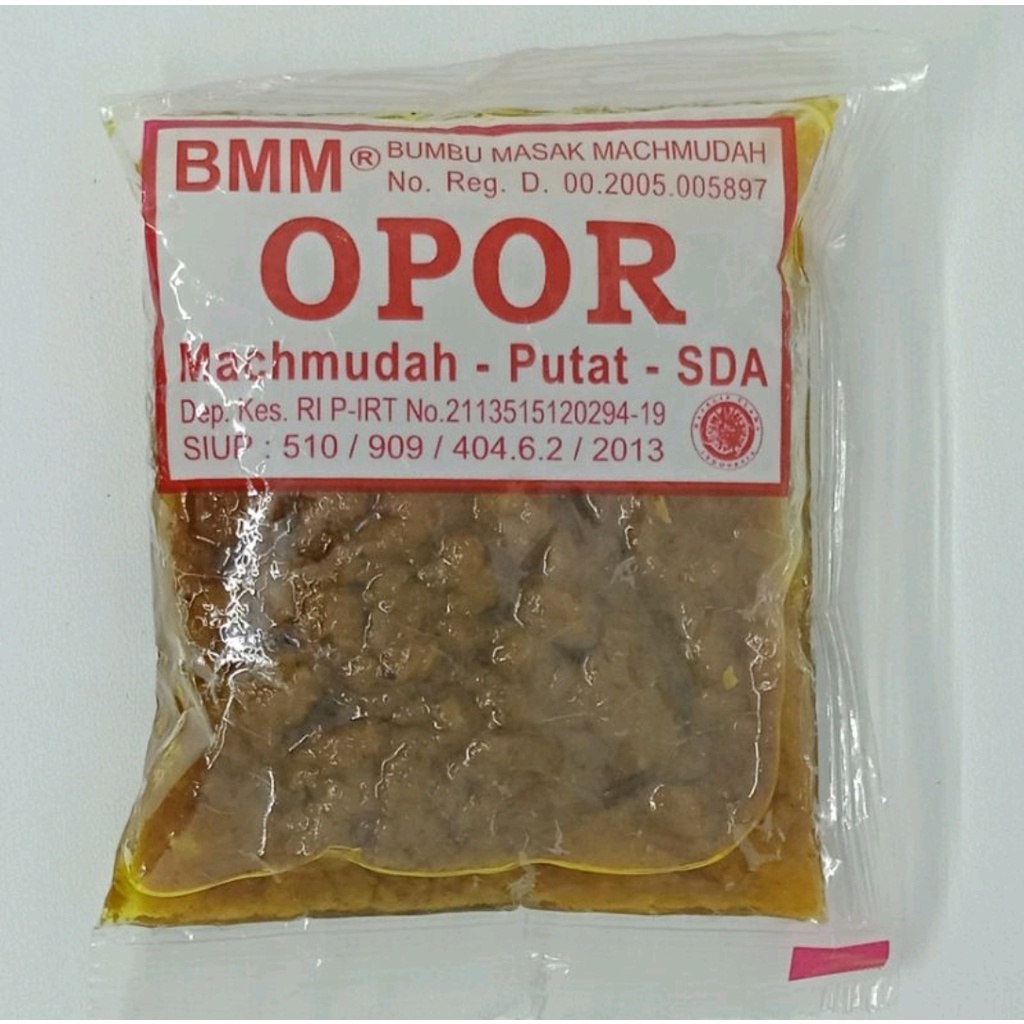 BMM® BUMBU MASAK MACHMUDAH
No. Reg. D. 00.2005.005897
OPOR
Machmudah - Putat - SDA
Dep. Kes. RI P-IRT No.2113515120294-19
SIUP : 510 / 909 / 404.6.2 / 2013